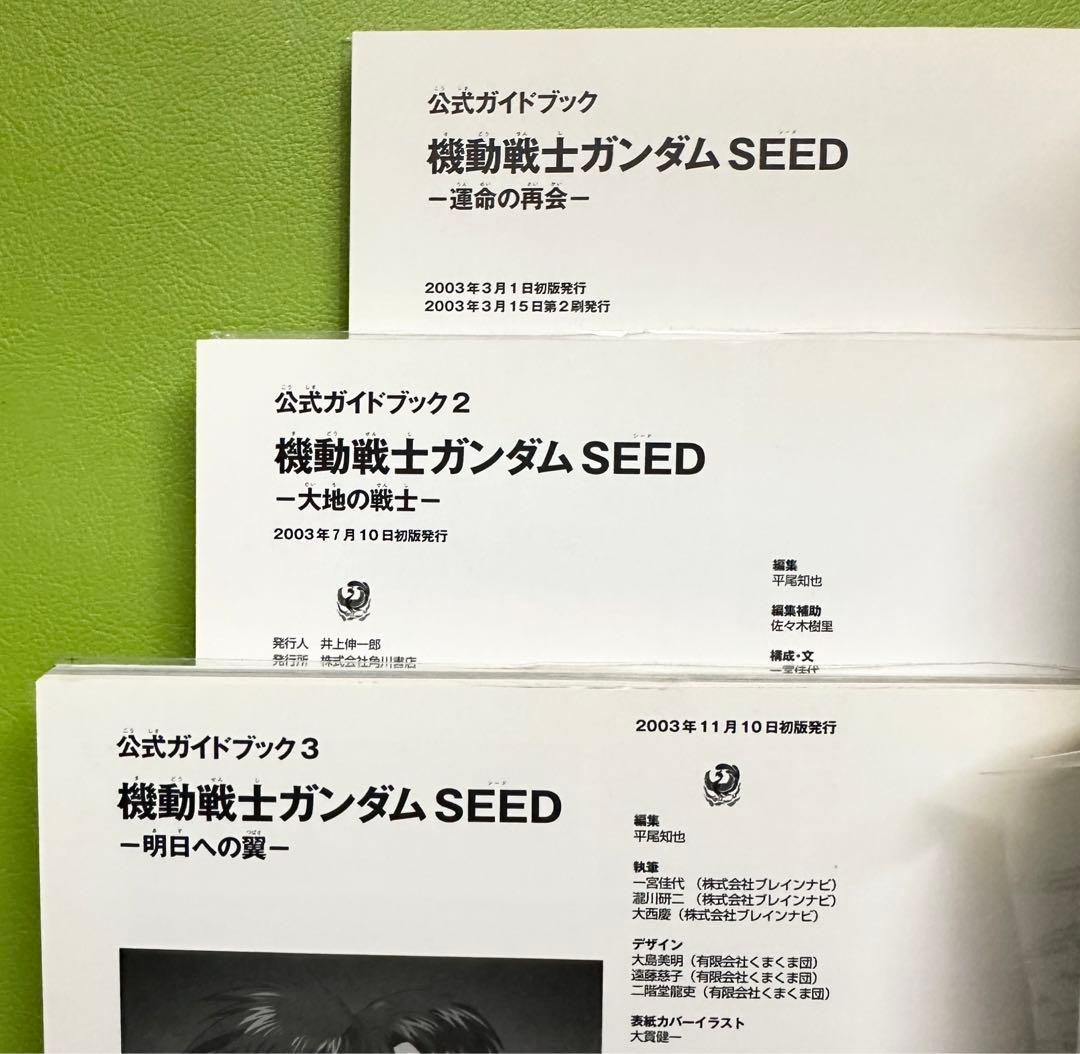 公式ガイドブック
機動戦士ガンダム SEED
ー運命の再会ー
2003年3月1日初版発行
2003年3月15日第2刷発行
公式ガイドブック2
機動戦士ガンダム SEED
ー大地の戦士ー
2003年7月10日初版発行
発行人 井上伸一郎
発行所 株式会社角川書店
編集
平尾知也
編集補助
佐々木樹里
構成・文
一宮佳代
公式ガイドブック3
機動戦士ガンダム SEED
ー明日への翼ー
2003年11月10日初版発行
編集
平尾知也
執筆
一宮佳代 (株式会社ブレインナビ)
瀧川研二 (株式会社ブレインナビ)
大西慶 (株式会社ブレインナビ)
デザイン
大島美明 (有限会社くまくま団)
遠藤慈子 (有限会社くまくま団)
二階堂龍吏 (有限会社くまくま団)
表紙カバーイラスト
大貫健一